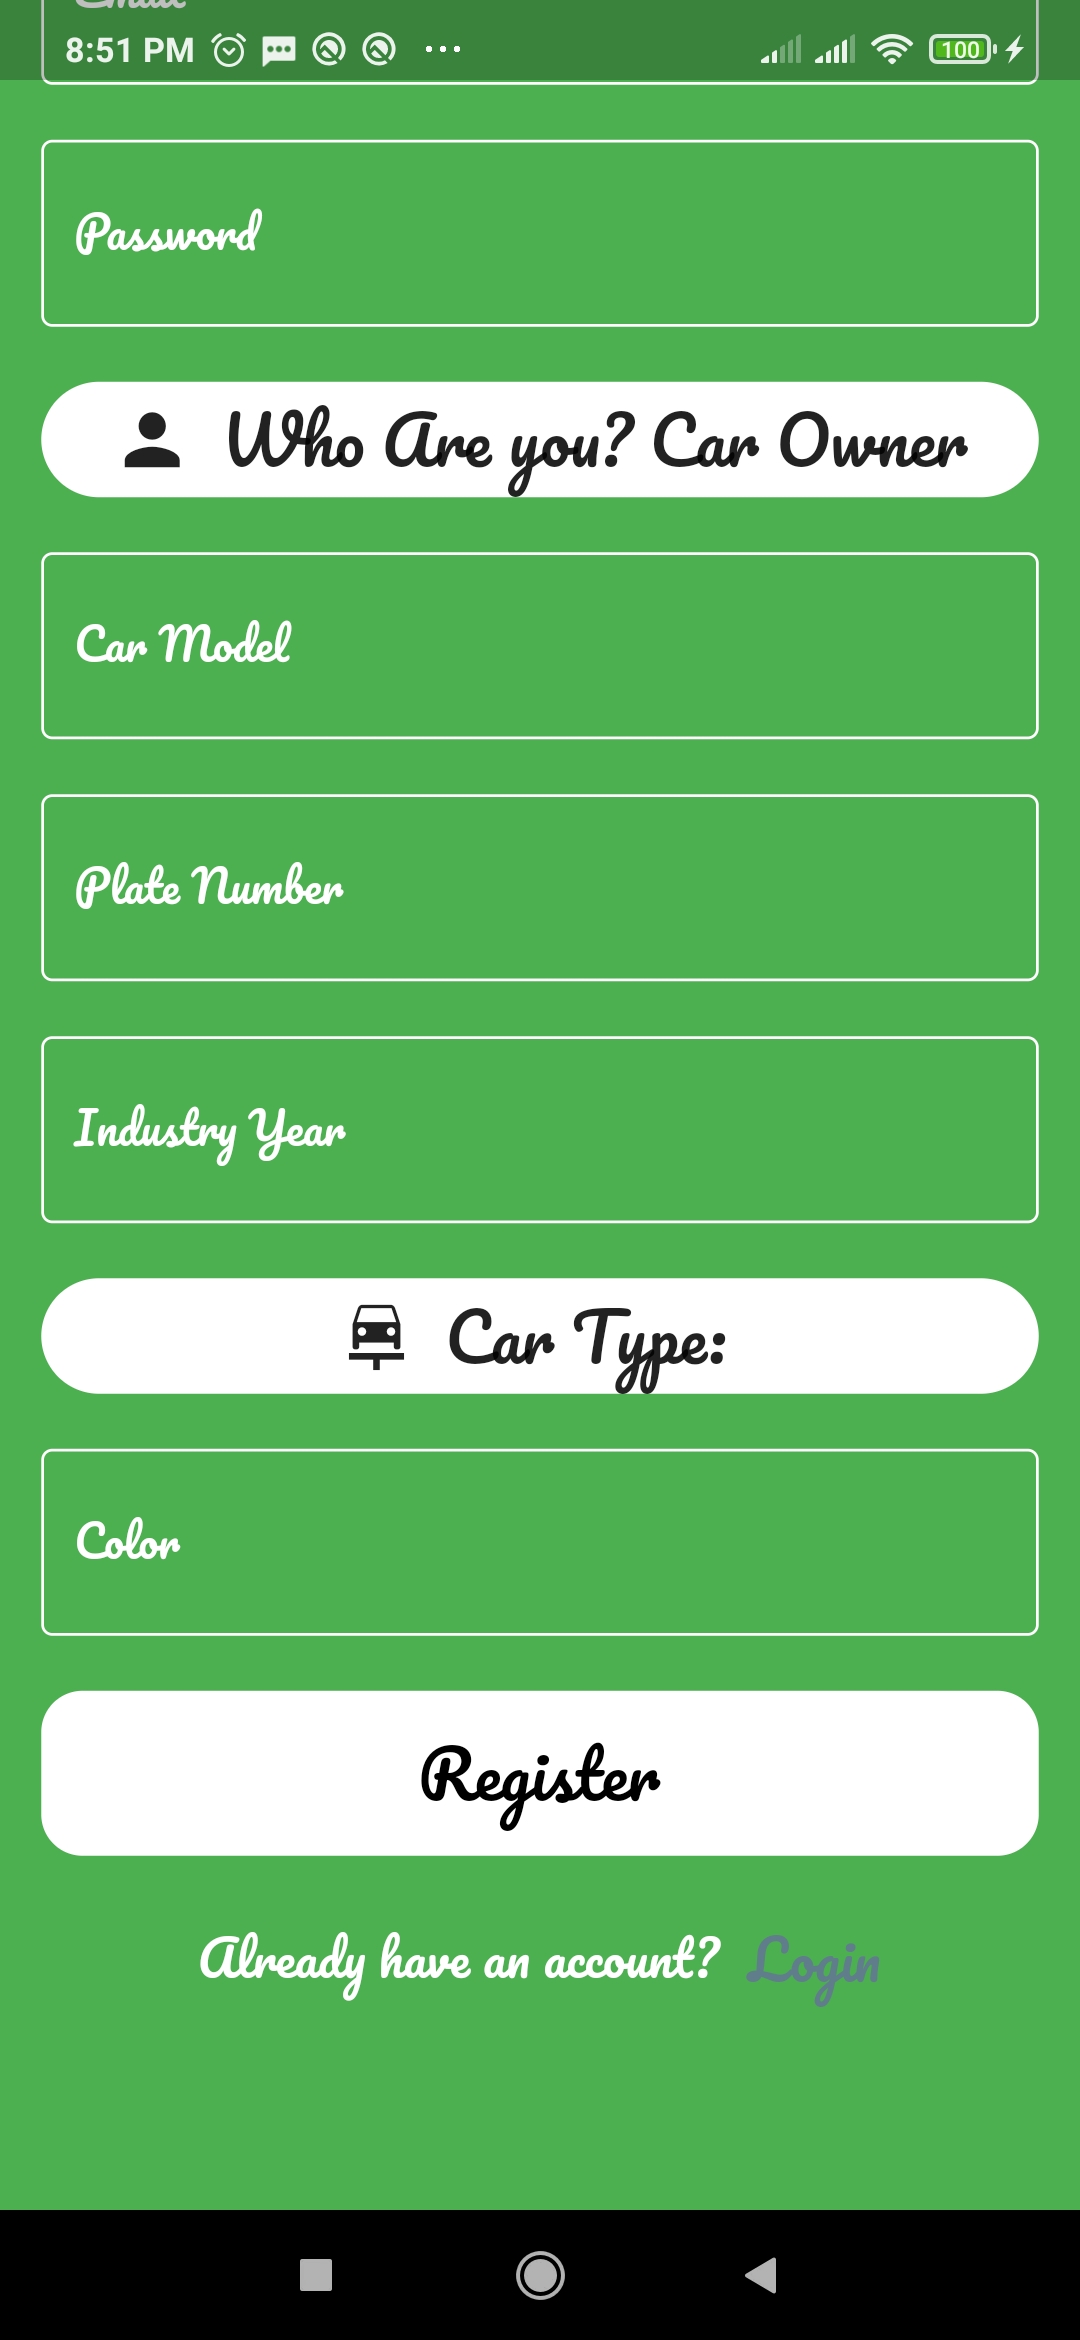 Email
8:51 PM 100
Password
Who Are you? Car Owner
Car Model
Plate Number
Industry Year
Car Type:
Color
Register
Already have an account? Login